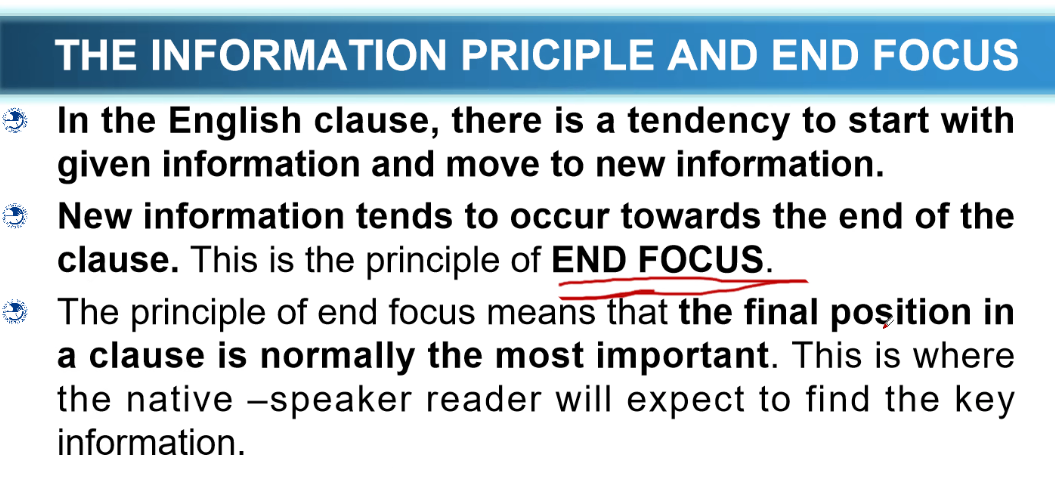 THE INFORMATION PRICIPLE AND END FOCUS
In the English clause, there is a tendency to start with
given information and move to new information.
New information tends to occur towards the end of the
clause. This is the principle of END FOCUS.
The principle of end focus means that the final position in
a clause is normally the most important. This is where
the native –speaker reader will expect to find the key
information.